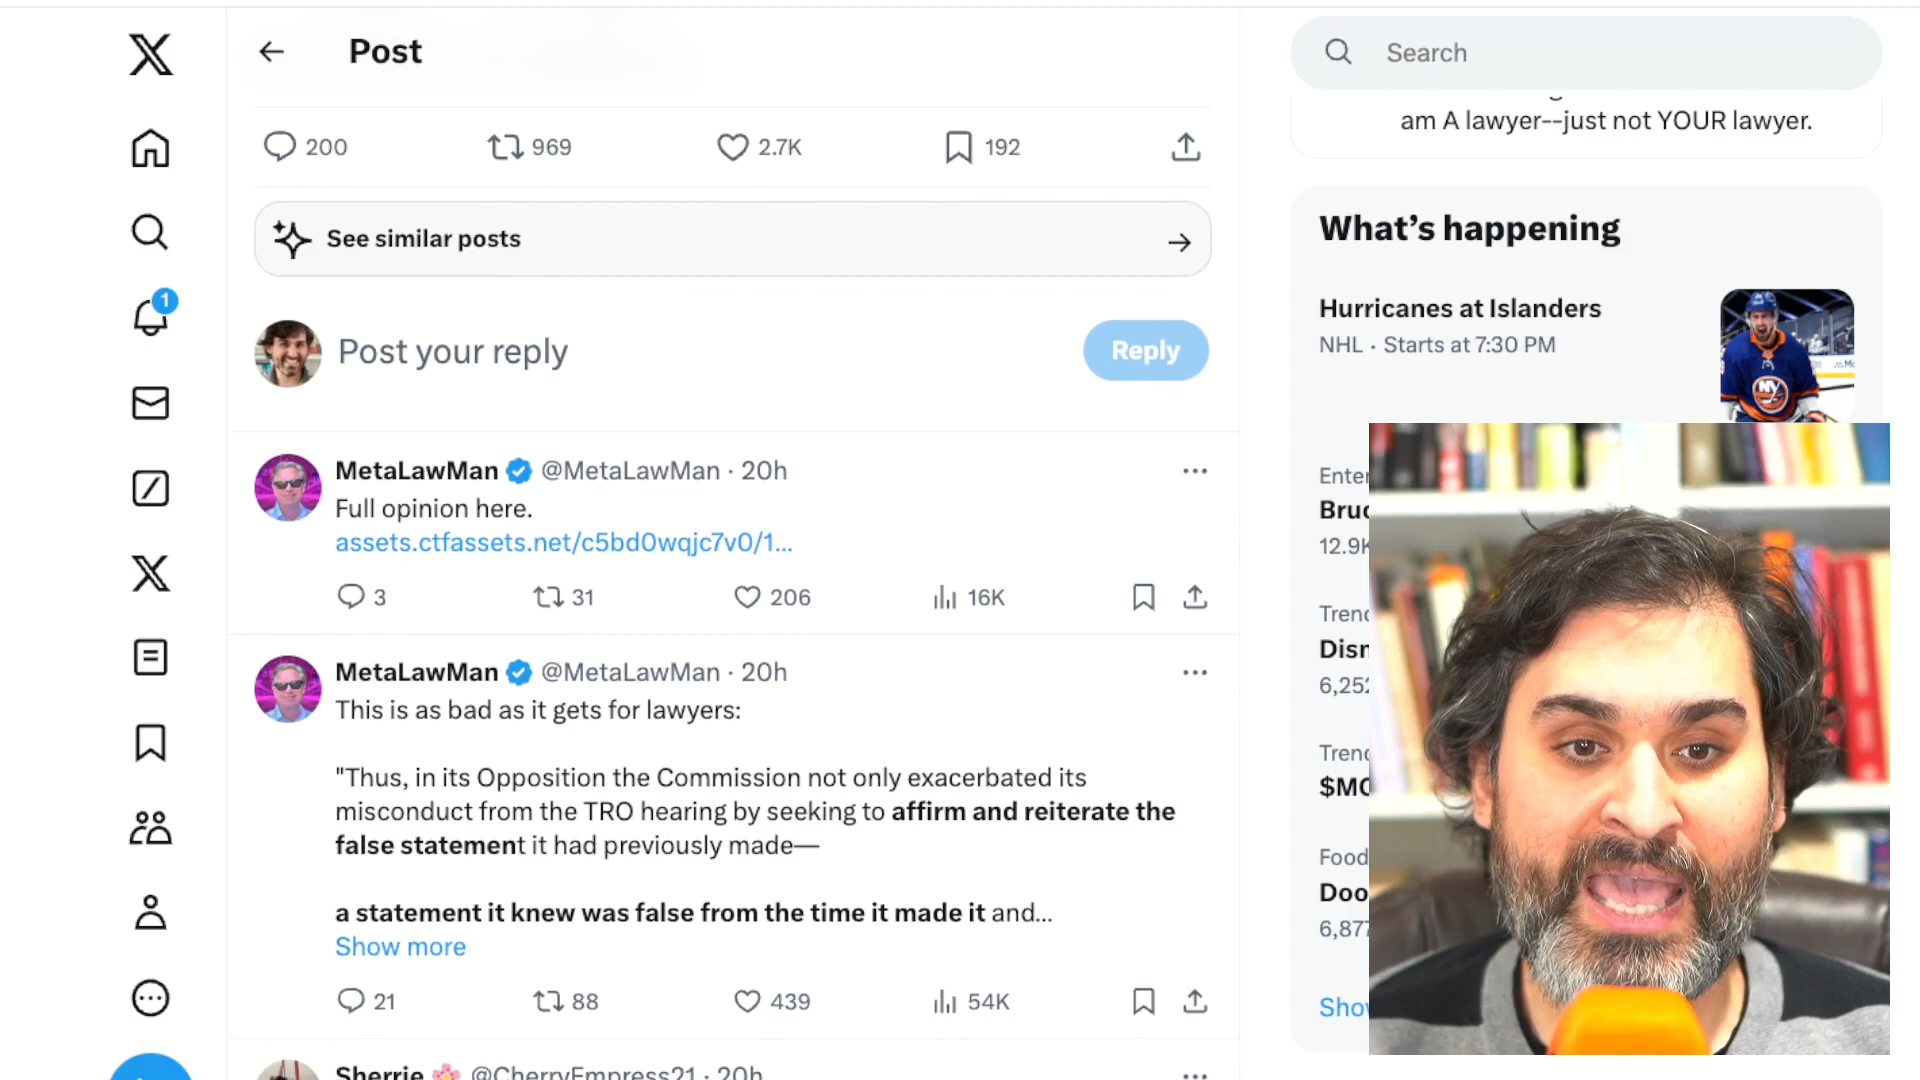 Post
Search
am A lawyer--just not YOUR lawyer.
200
969
2.7K
192
See similar posts
Post your reply
Reply
MetaLawMan @MetaLawMan · 20h
Full opinion here.
assets.ctfassets.net/c5bd0wqjc7v0/1...
3
31
206
16K
MetaLawMan @MetaLawMan · 20h
This is as bad as it gets for lawyers:
"Thus, in its Opposition the Commission not only exacerbated its
misconduct from the TRO hearing by seeking to affirm and reiterate the
false statement it had previously made—
a statement it knew was false from the time it made it and...
Show more
21
88
439
54K
Sherrie @CherryEmpress21 · 20h
1
What's happening
Hurricanes at Islanders
NHL · Starts at 7:30 PM
NY
12.9K